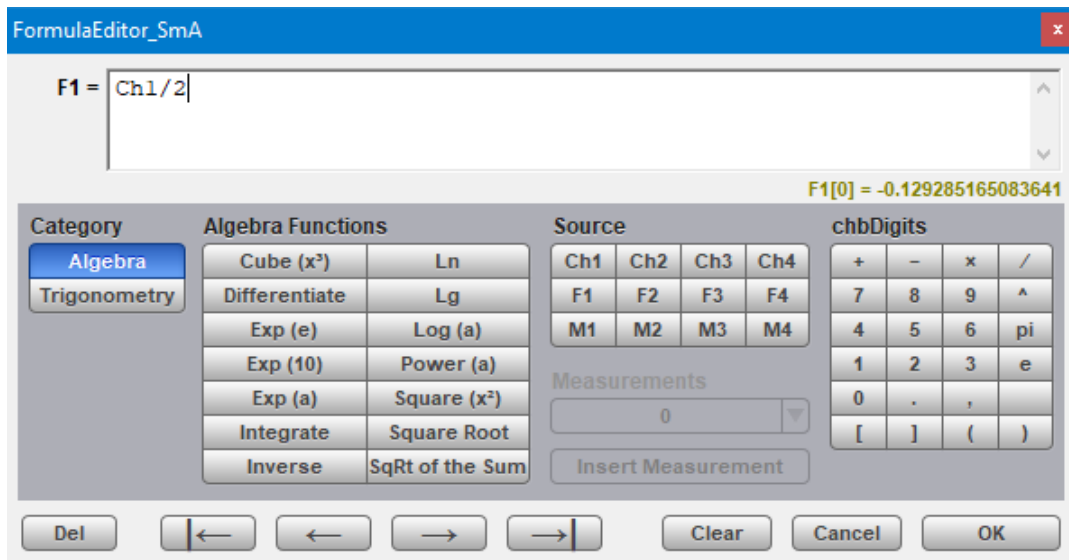 FormulaEditor_SmA x
F1 = Ch1/2
F1[0] = -0.129285165083641
Category Algebra Functions Source chbDigits
Algebra Cube (x³) Ln Ch1 Ch2 Ch3 Ch4 + - × /
Trigonometry Differentiate Lg F1 F2 F3 F4 7 8 9 ^
Exp (e) Log (a) M1 M2 M3 M4 4 5 6 pi
Exp (10) Power (a) Measurements 1 2 3 e
Exp (a) Square (x²) 0 0 . ,
Integrate Square Root [ ] ( )
Inverse SqRt of the Sum Insert Measurement
Del |← ← → →| Clear Cancel OK